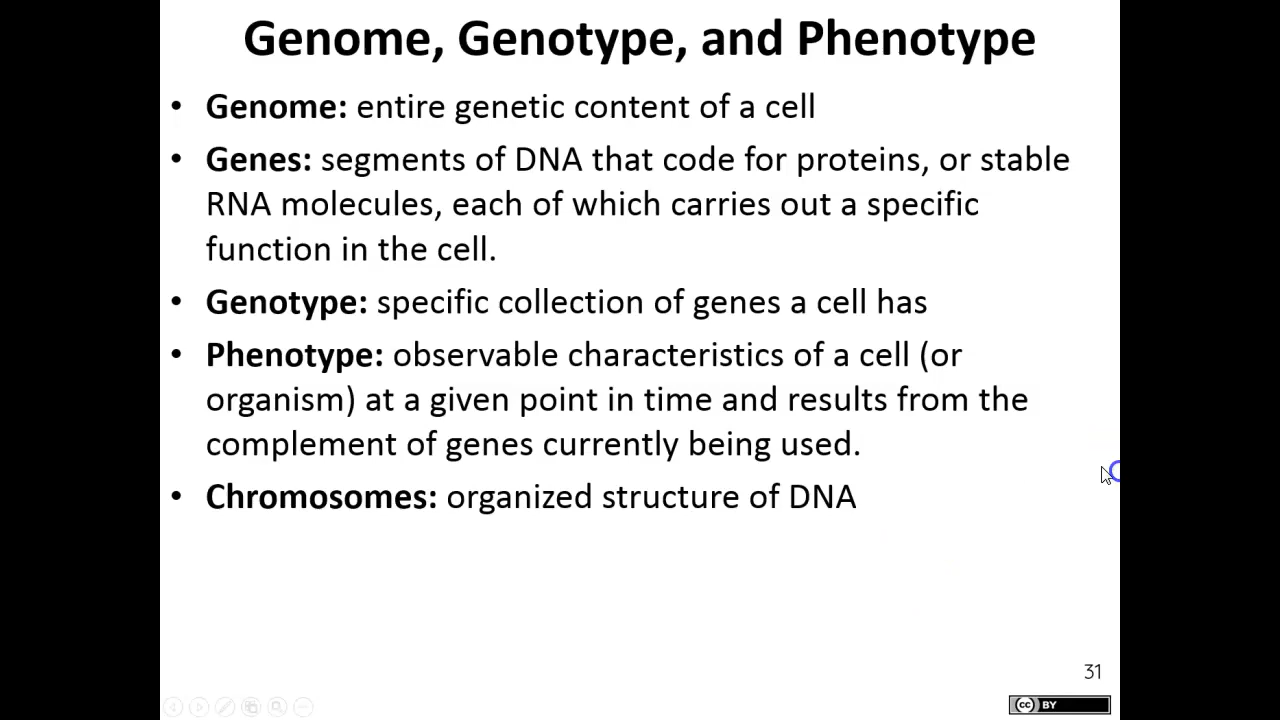 Genome, Genotype, and Phenotype
• Genome: entire genetic content of a cell
• Genes: segments of DNA that code for proteins, or stable
RNA molecules, each of which carries out a specific
function in the cell.
• Genotype: specific collection of genes a cell has
• Phenotype: observable characteristics of a cell (or
organism) at a given point in time and results from the
complement of genes currently being used.
• Chromosomes: organized structure of DNA
31
cc BY